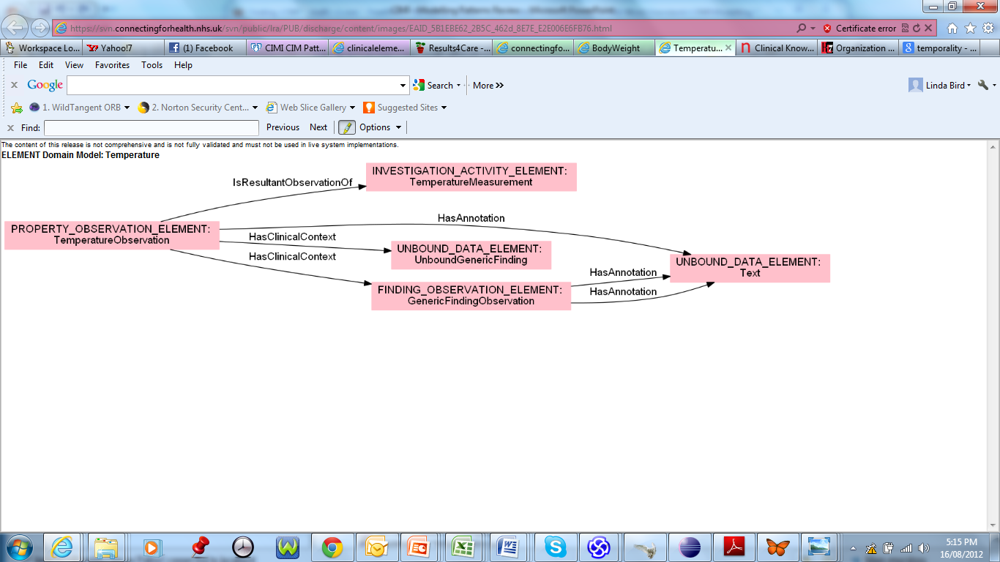 https://svn.connectingforhealth.nhs.uk/svn/public/lra/PUB/discharge/content/images/EAID_5B1EBE62_2B5C_462d_8E7E_E2E006E6FB76.html
Certificate error
Workspace Lo...
Yahoo!7
(1) Facebook
CIMI CIM Patt...
clinicaleleme...
Results4Care -...
connectingfo...
BodyWeight
Temperatu...
Clinical Know...
Organization ...
temporality - ...
File Edit View Favorites Tools Help
x Google Search More »
Linda Bird
1. WildTangent ORB
2. Norton Security Cent...
Web Slice Gallery
Suggested Sites
x Find: Previous Next Options
The content of this release is not comprehensive and is not fully validated and must not be used in live system implementations.
ELEMENT Domain Model: Temperature
INVESTIGATION_ACTIVITY_ELEMENT:
TemperatureMeasurement
IsResultantObservationOf
HasAnnotation
PROPERTY_OBSERVATION_ELEMENT:
TemperatureObservation
HasClinicalContext
UNBOUND_DATA_ELEMENT:
UnboundGenericFinding
HasClinicalContext
UNBOUND_DATA_ELEMENT:
Text
HasAnnotation
FINDING_OBSERVATION_ELEMENT:
GenericFindingObservation
HasAnnotation
5:15 PM
16/08/2012